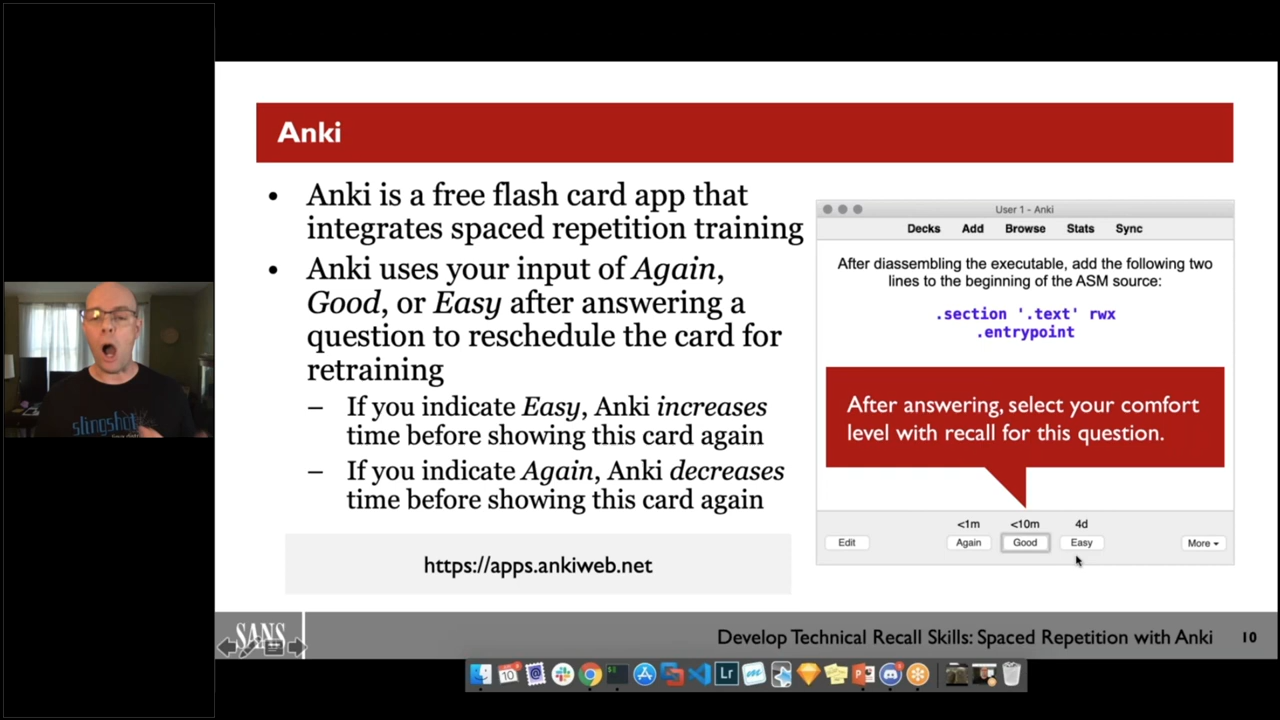 Anki
• Anki is a free flash card app that
integrates spaced repetition training
• Anki uses your input of Again,
Good, or Easy after answering a
question to reschedule the card for
retraining
– If you indicate Easy, Anki increases
time before showing this card again
– If you indicate Again, Anki decreases
time before showing this card again
https://apps.ankiweb.net
User 1 - Anki
Decks Add Browse Stats Sync
After diassembling the executable, add the following two
lines to the beginning of the ASM source:
.section '.text' rwx
.entrypoint
After answering, select your comfort
level with recall for this question.
<1m <10m 4d
Edit Again Good Easy More
slingshot
SANS
Develop Technical Recall Skills: Spaced Repetition with Anki 10
10
Lr